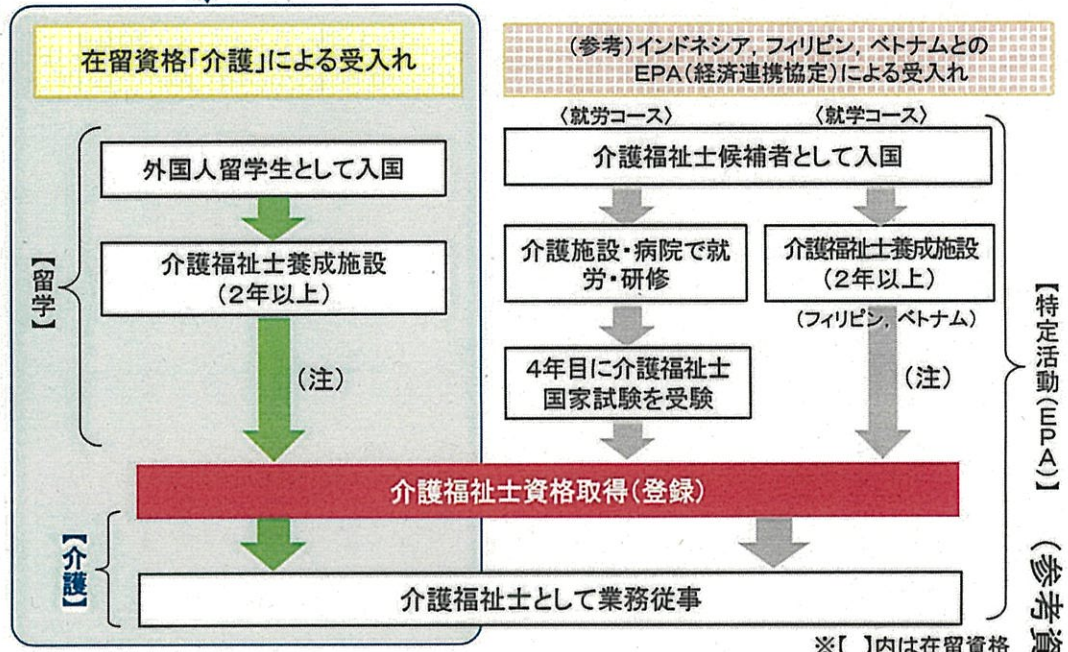 在留資格「介護」による受入れ
(参考)インドネシア,フィリピン,ベトナムとの
EPA(経済連携協定)による受入れ
〈就労コース〉
〈就学コース〉
外国人留学生として入国
介護福祉士候補者として入国
介護福祉士養成施設
(2年以上)
介護施設・病院で就
労・研修
介護福祉士養成施設
(2年以上)
(フィリピン,ベトナム)
【留学】
(注)
4年目に介護福祉士
国家試験を受験
(注)
【特定活動(EPA)】
介護福祉士資格取得(登録)
【介護】
介護福祉士として業務従事
※【 】内は在留資格
(参考資